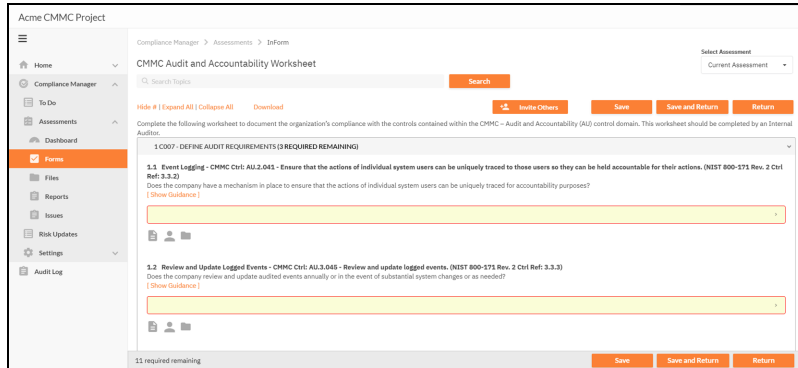 Acme CMMC Project
Compliance Manager > Assessments > InForm
Select Assessment
Home
CMMC Audit and Accountability Worksheet
Current Assessment
Compliance Manager
Search Topics
Search
To Do
Hide # | Expand All | Collapse All
Download
Invite Others
Save
Save and Return
Return
Assessments
Complete the following worksheet to document the organization's compliance with the controls contained within the CMMC – Audit and Accountability (AU) control domain. This worksheet should be completed by an Internal
Auditor.
Dashboard
1 C007 - DEFINE AUDIT REQUIREMENTS (3 REQUIRED REMAINING)
Forms
1.1 Event Logging - CMMC Ctrl: AU.2.041 - Ensure that the actions of individual system users can be uniquely traced to those users so they can be held accountable for their actions. (NIST 800-171 Rev. 2 Ctrl
Ref: 3.3.2)
Files
Does the company have a mechanism in place to ensure that the actions of individual system users can be uniquely traced for accountability purposes?
Reports
[ Show Guidance ]
Issues
Risk Updates
Settings
Audit Log
1.2 Review and Update Logged Events - CMMC Ctrl: AU.3.045 - Review and update logged events. (NIST 800-171 Rev. 2 Ctrl Ref: 3.3.3)
Does the company review and update audited events annually or in the event of substantial system changes or as needed?
[ Show Guidance ]
11 required remaining
Save
Save and Return
Return